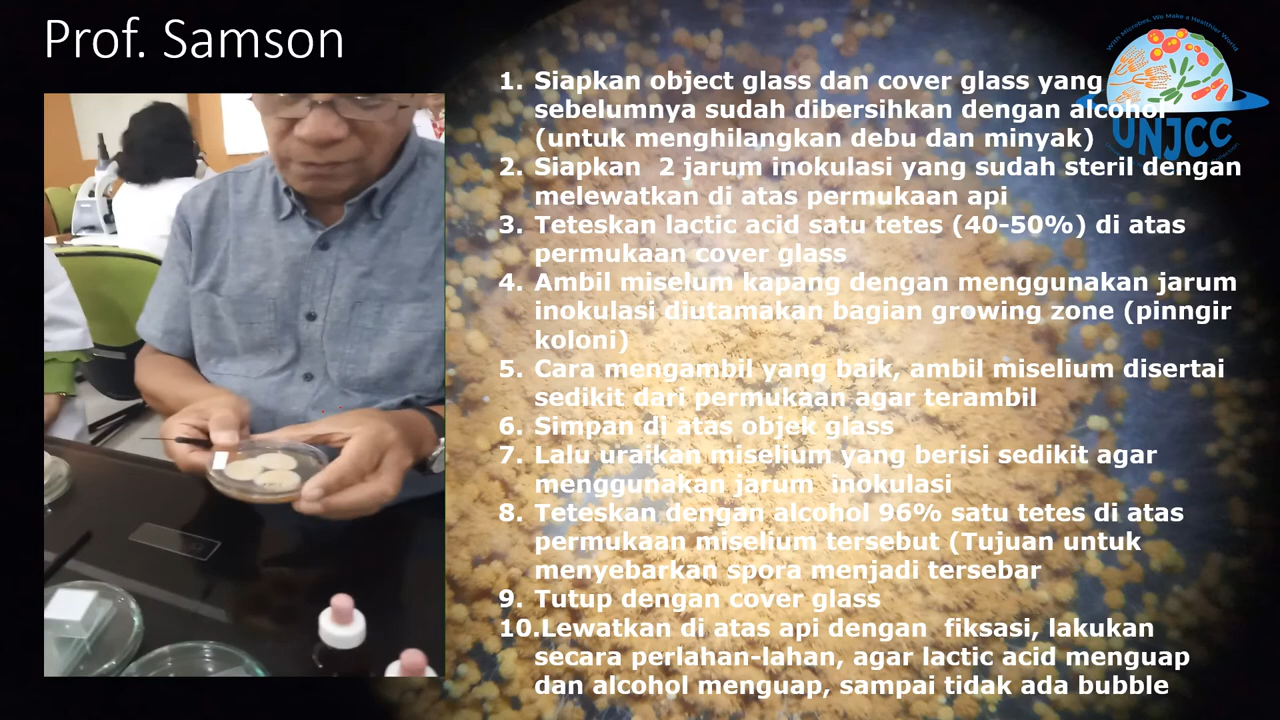 Prof. Samson
With Microbes, We Make a Healthier World
UNJCC
1. Siapkan object glass dan cover glass yang
sebelumnya sudah dibersihkan dengan alcohol
(untuk menghilangkan debu dan minyak)
2. Siapkan  2 jarum inokulasi yang sudah steril dengan
melewatkan di atas permukaan api
3. Teteskan lactic acid satu tetes (40-50%) di atas
permukaan cover glass
4. Ambil miselum kapang dengan menggunakan jarum
inokulasi diutamakan bagian growing zone (pinngir
koloni)
5. Cara mengambil yang baik, ambil miselium disertai
sedikit dari permukaan agar terambil
6. Simpan di atas objek glass
7. Lalu uraikan miselium yang berisi sedikit agar
menggunakan jarum  inokulasi
8. Teteskan dengan alcohol 96% satu tetes di atas
permukaan miselium tersebut (Tujuan untuk
menyebarkan spora menjadi tersebar
9. Tutup dengan cover glass
10.Lewatkan di atas api dengan  fiksasi, lakukan
secara perlahan-lahan, agar lactic acid menguap
dan alcohol menguap, sampai tidak ada bubble